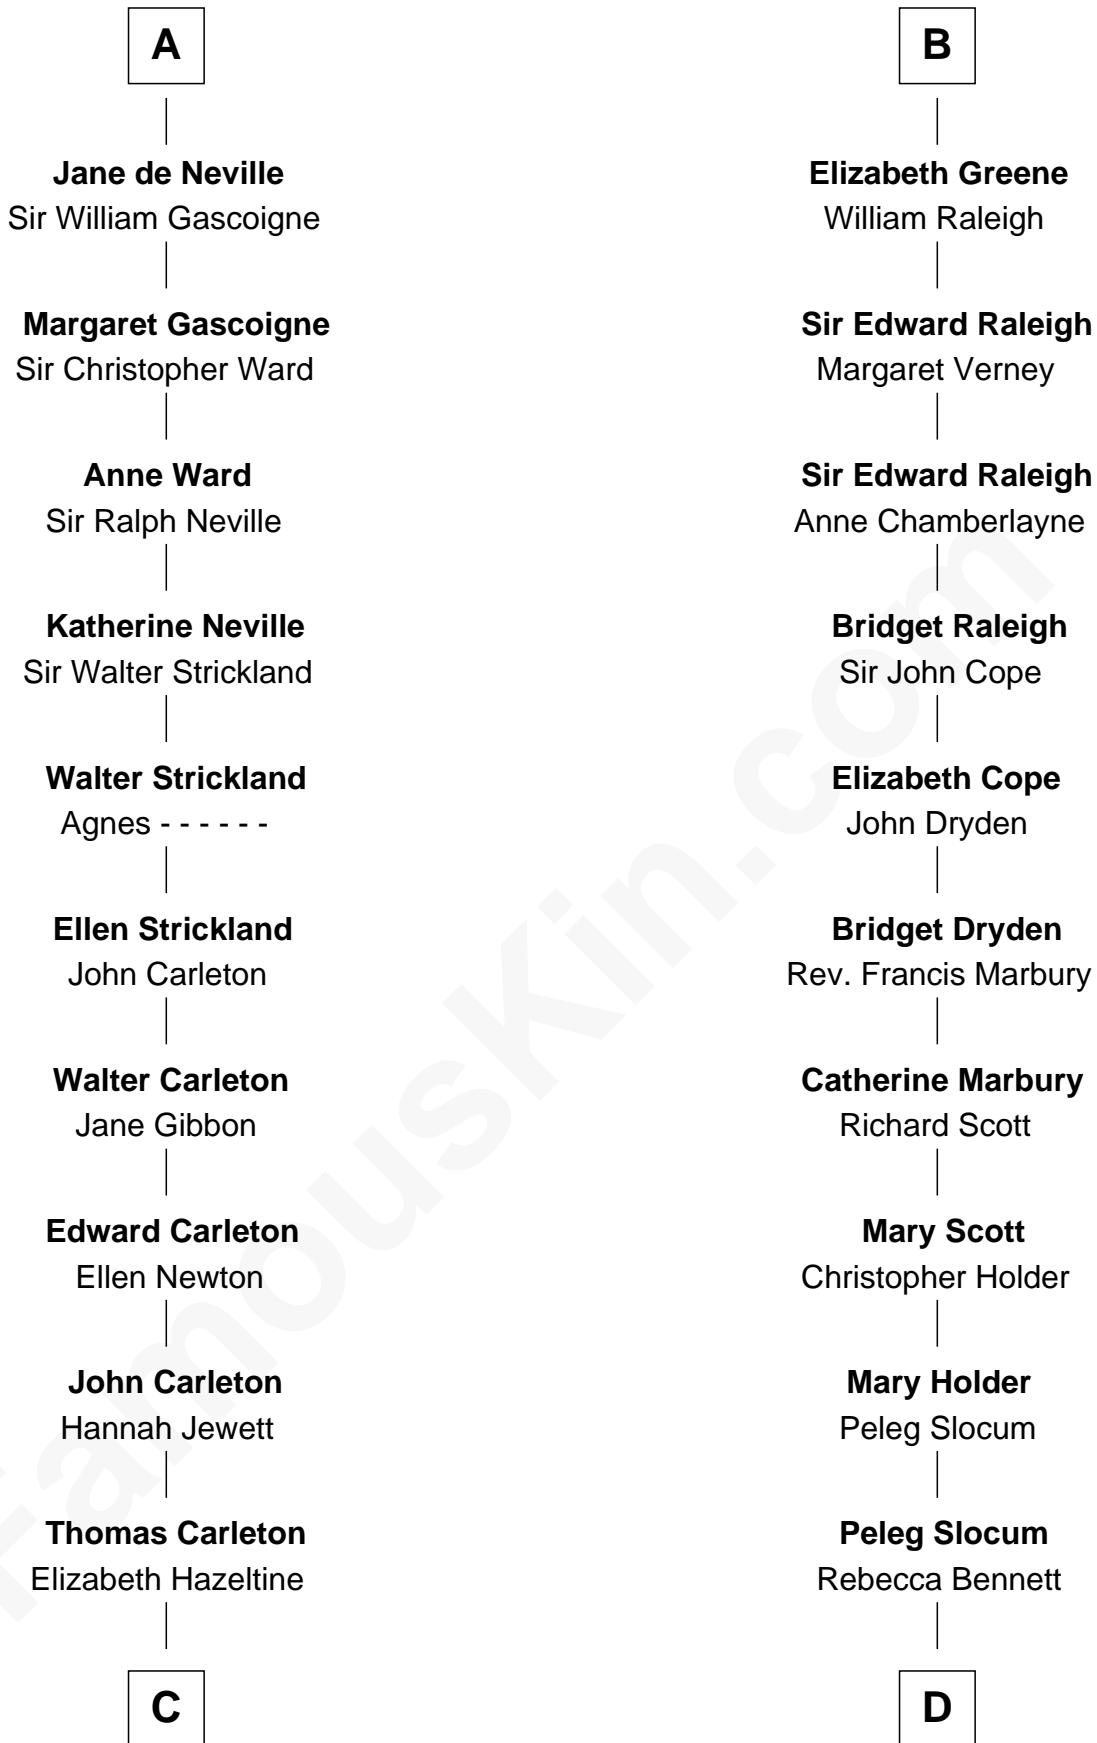 A
Jane de Neville
Sir William Gascoigne
Margaret Gascoigne
Sir Christopher Ward
Anne Ward
Sir Ralph Neville
Katherine Neville
Sir Walter Strickland
Walter Strickland
Agnes - - - - - -
Ellen Strickland
John Carleton
Walter Carleton
Jane Gibbon
Edward Carleton
Ellen Newton
John Carleton
Hannah Jewett
Thomas Carleton
Elizabeth Hazeltine
C
B
Elizabeth Greene
William Raleigh
Sir Edward Raleigh
Margaret Verney
Sir Edward Raleigh
Anne Chamberlayne
Bridget Raleigh
Sir John Cope
Elizabeth Cope
John Dryden
Bridget Dryden
Rev. Francis Marbury
Catherine Marbury
Richard Scott
Mary Scott
Christopher Holder
Mary Holder
Peleg Slocum
Peleg Slocum
Rebecca Bennett
D
FamousKin.com